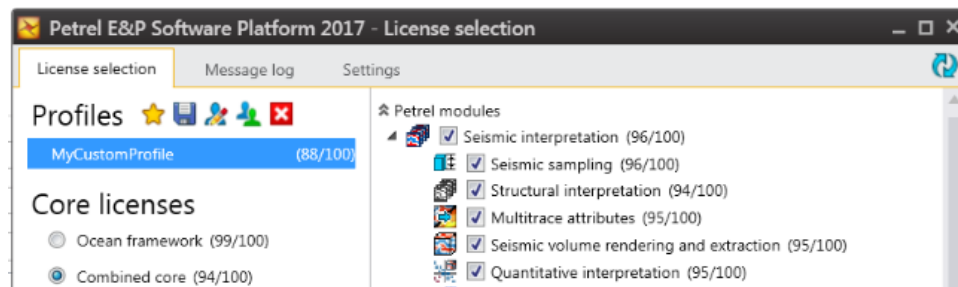 Petrel E&P Software Platform 2017 - License selection
License selection Message log Settings
Profiles
MyCustomProfile (88/100)
Core licenses
Ocean framework (99/100)
Combined core (94/100)
Petrel modules
Seismic interpretation (96/100)
Seismic sampling (96/100)
Structural interpretation (94/100)
Multitrace attributes (95/100)
Seismic volume rendering and extraction (95/100)
Quantitative interpretation (95/100)